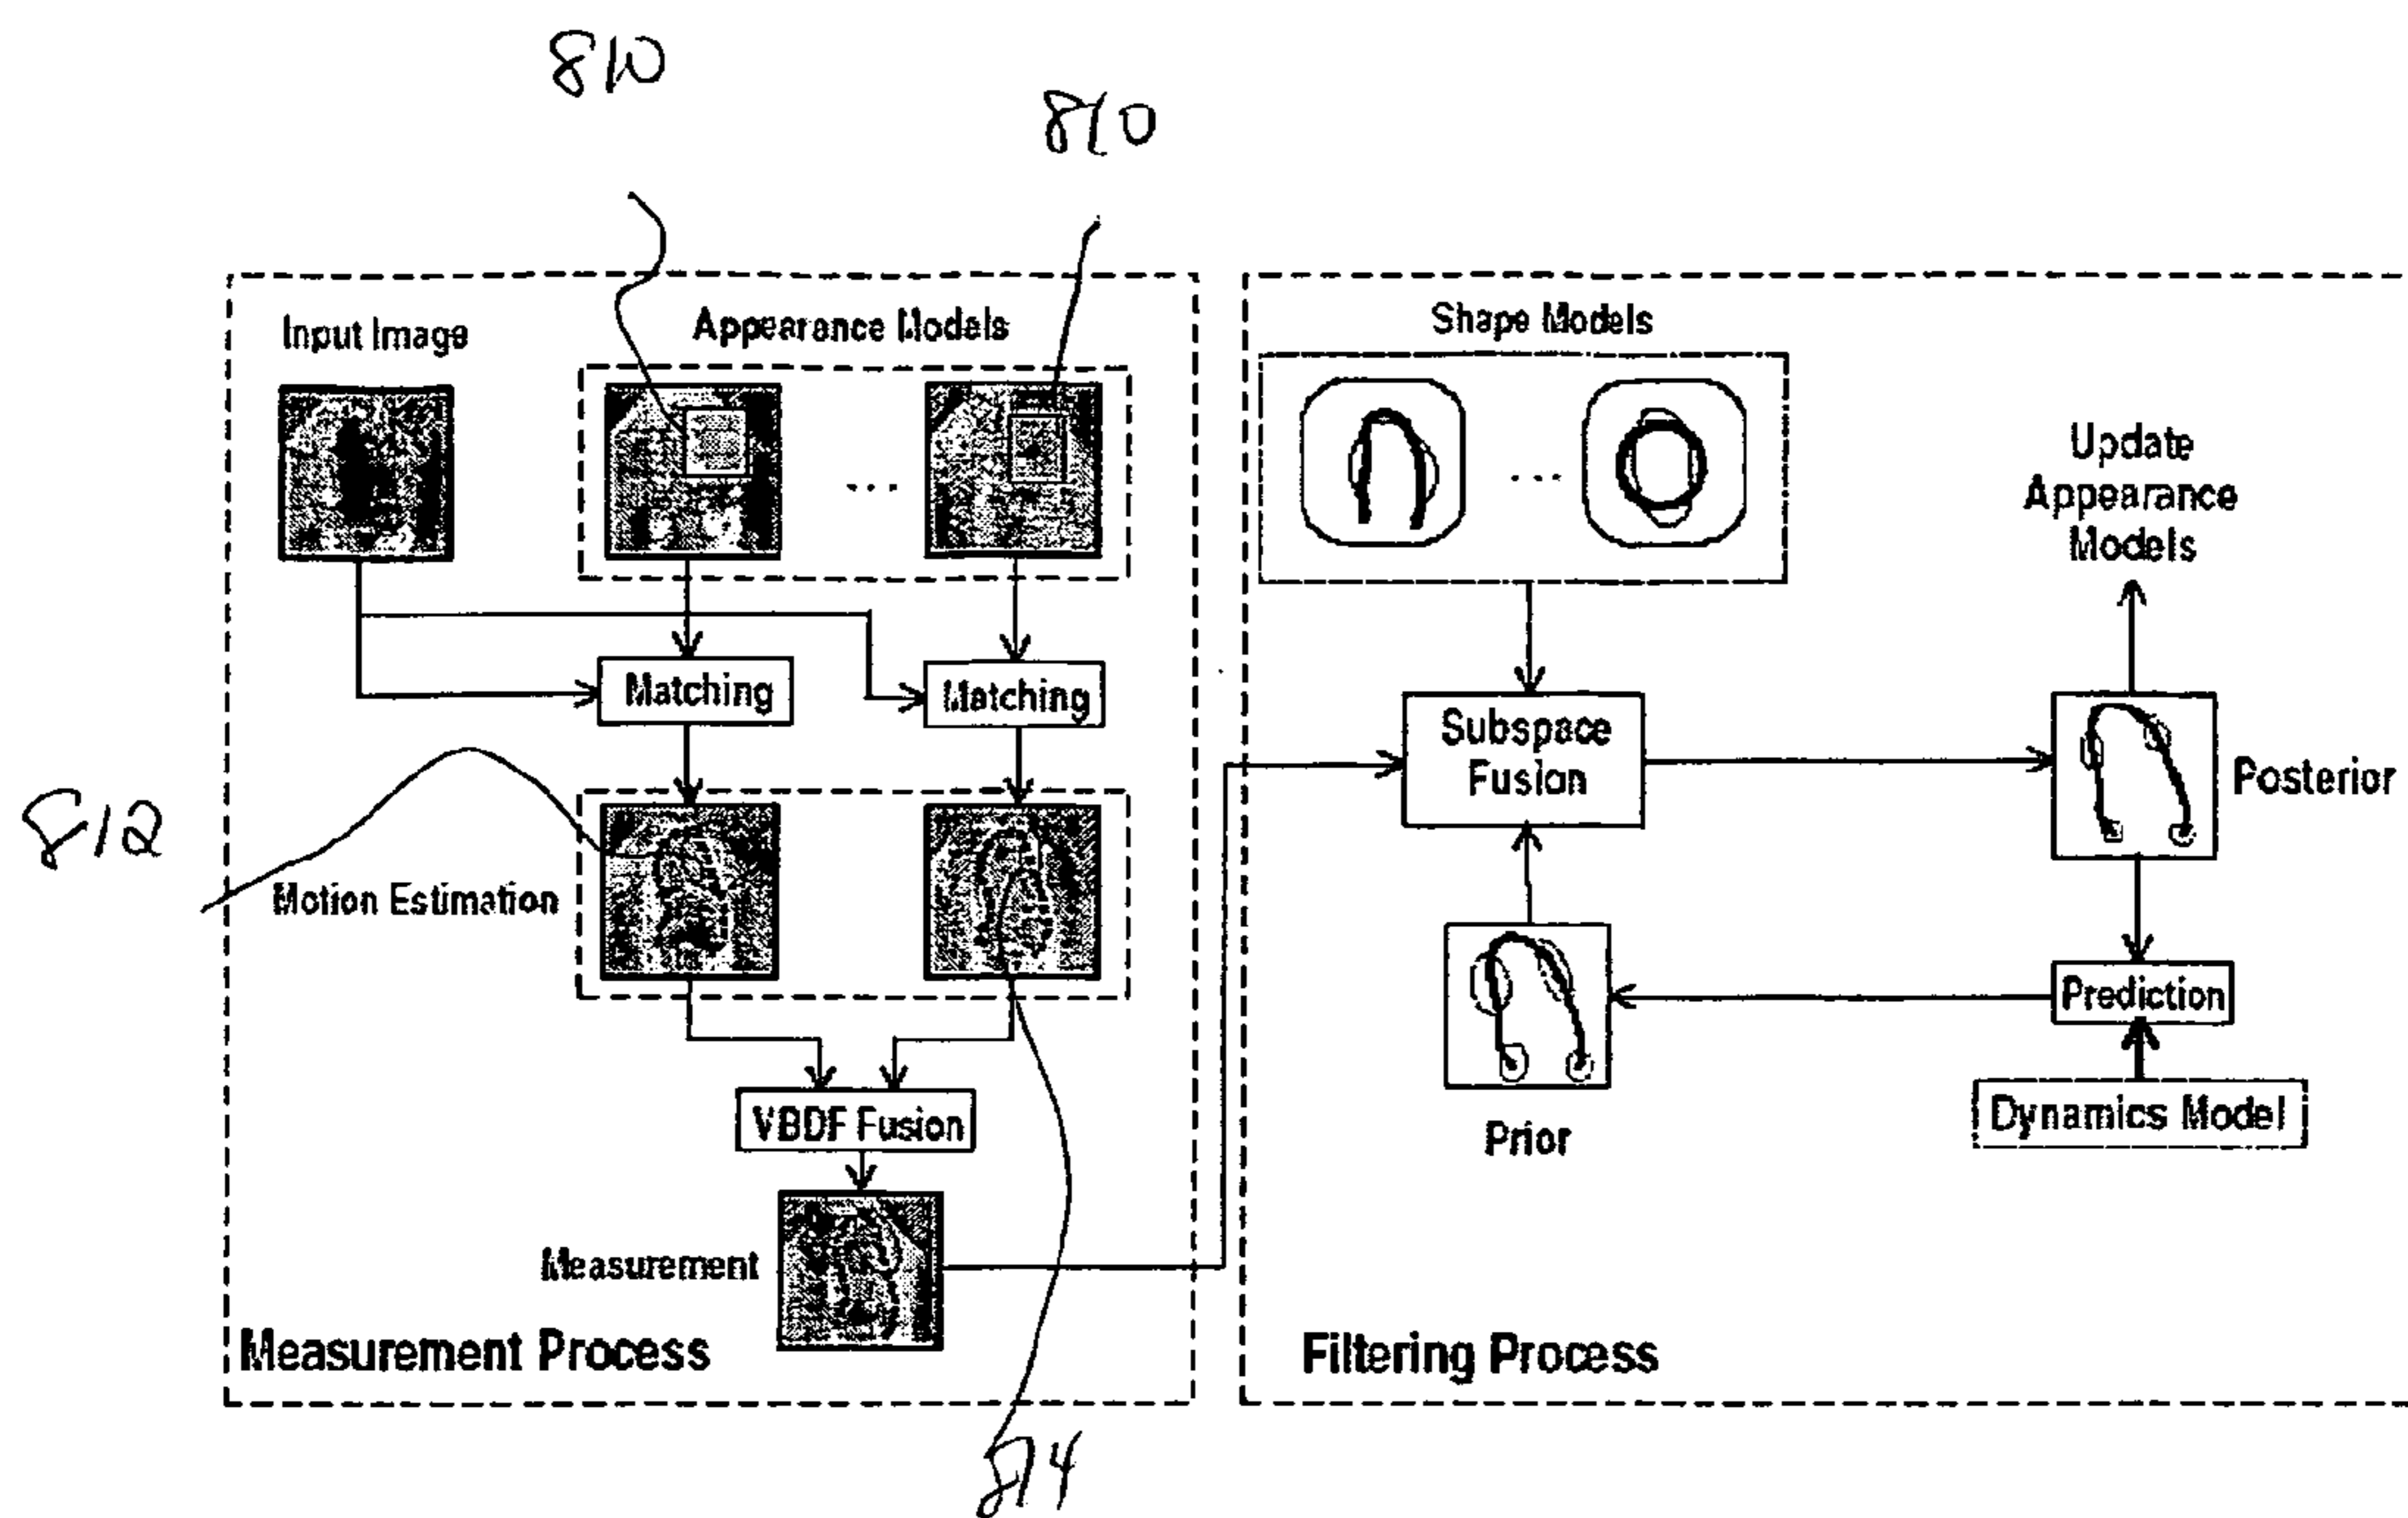 810
810
Input Image
Appearance Models
...
Matching
Matching
812
Motion Estimation
VBDF Fusion
Measurement
Measurement Process
814
Shape Models
...
Update
Appearance
Models
Subspace
Fusion
Posterior
Prediction
Prior
Dynamics Model
Filtering Process